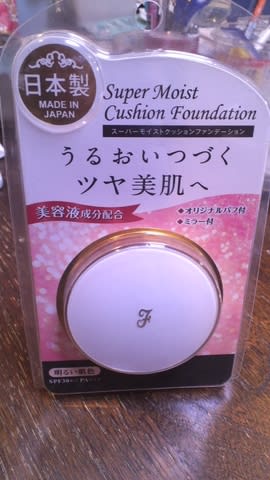 日本製
MADE IN
JAPAN
Super Moist
Cushion Foundation
スーパーモイストクッションファンデーション
うるおいつづく
ツヤ美肌へ
美容液成分配合
◆オリジナルパフ付
◆ミラー付
F
明るい肌色
SPF30++ PA+++